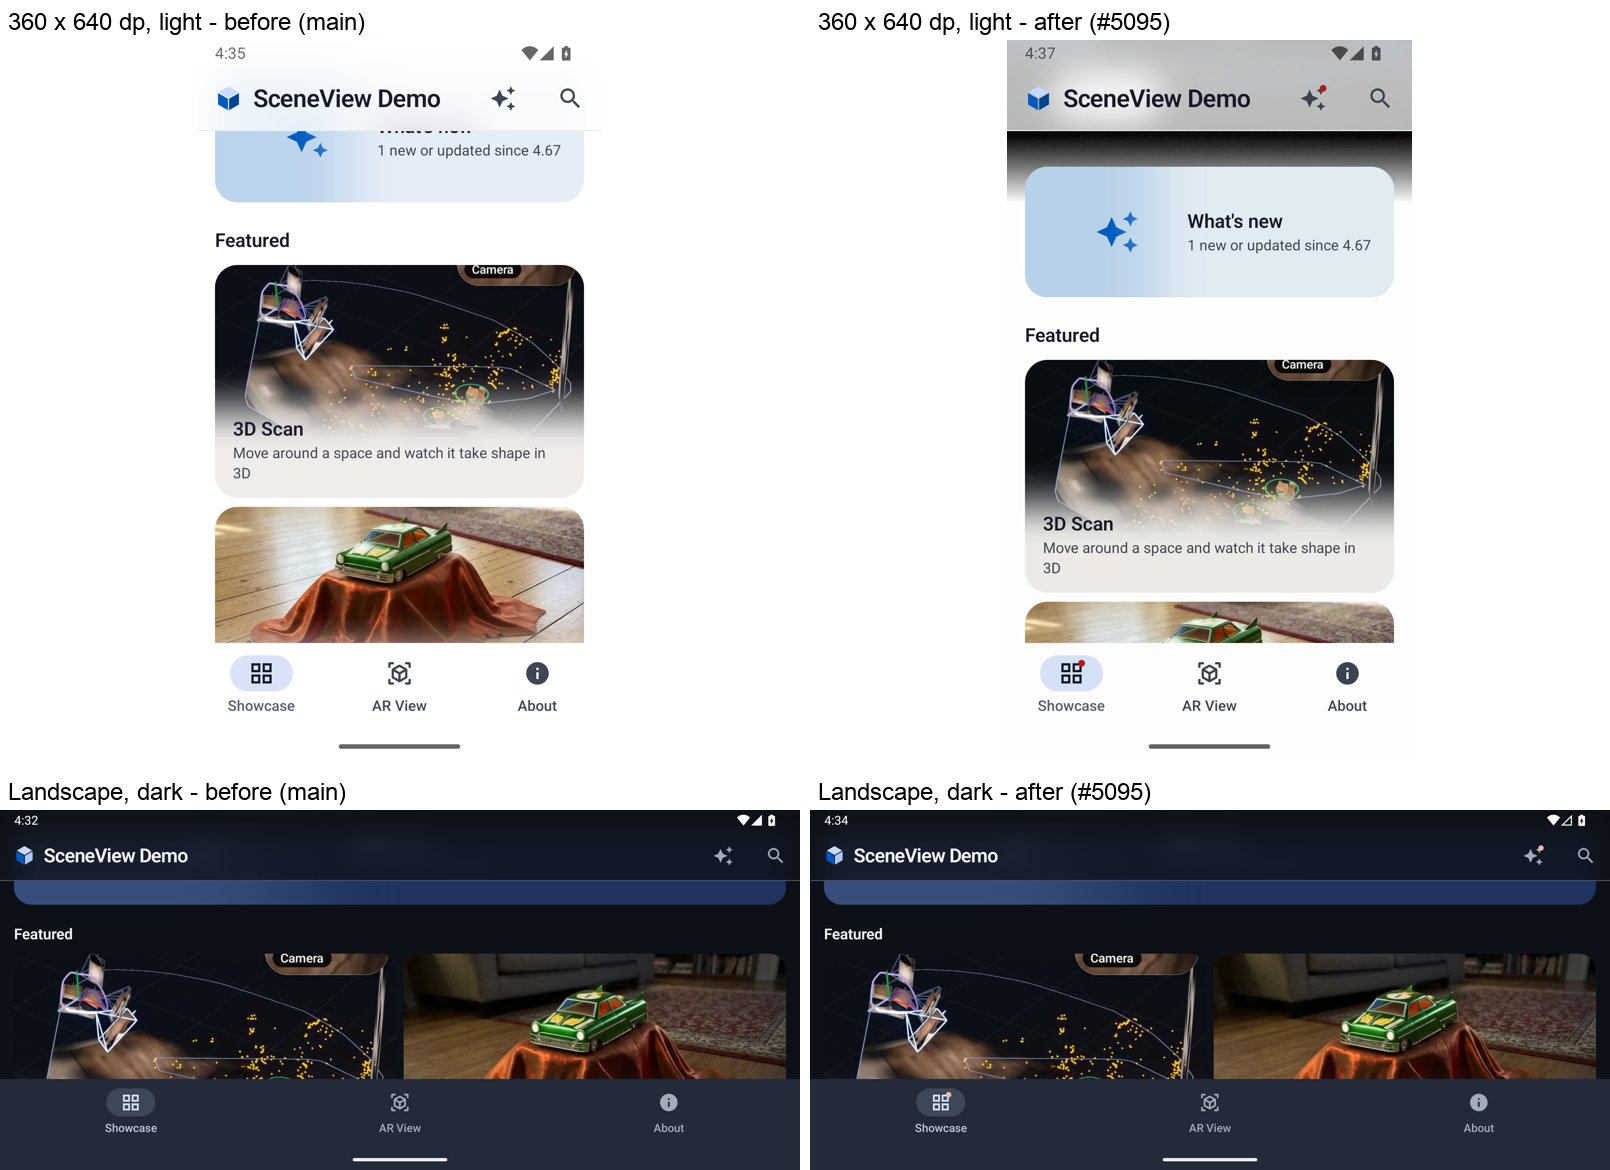 360 x 640 dp, light - before (main)
4:35
SceneView Demo
What's new
1 new or updated since 4.67
Featured
Camera
3D Scan
Move around a space and watch it take shape in
3D
Showcase
AR View
About
360 x 640 dp, light - after (#5095)
4:37
SceneView Demo
What's new
1 new or updated since 4.67
Featured
Camera
3D Scan
Move around a space and watch it take shape in
3D
Showcase
AR View
About
Landscape, dark - before (main)
4:32
SceneView Demo
Featured
Camera
Showcase
AR View
About
Landscape, dark - after (#5095)
4:34
SceneView Demo
Featured
Camera
Showcase
AR View
About